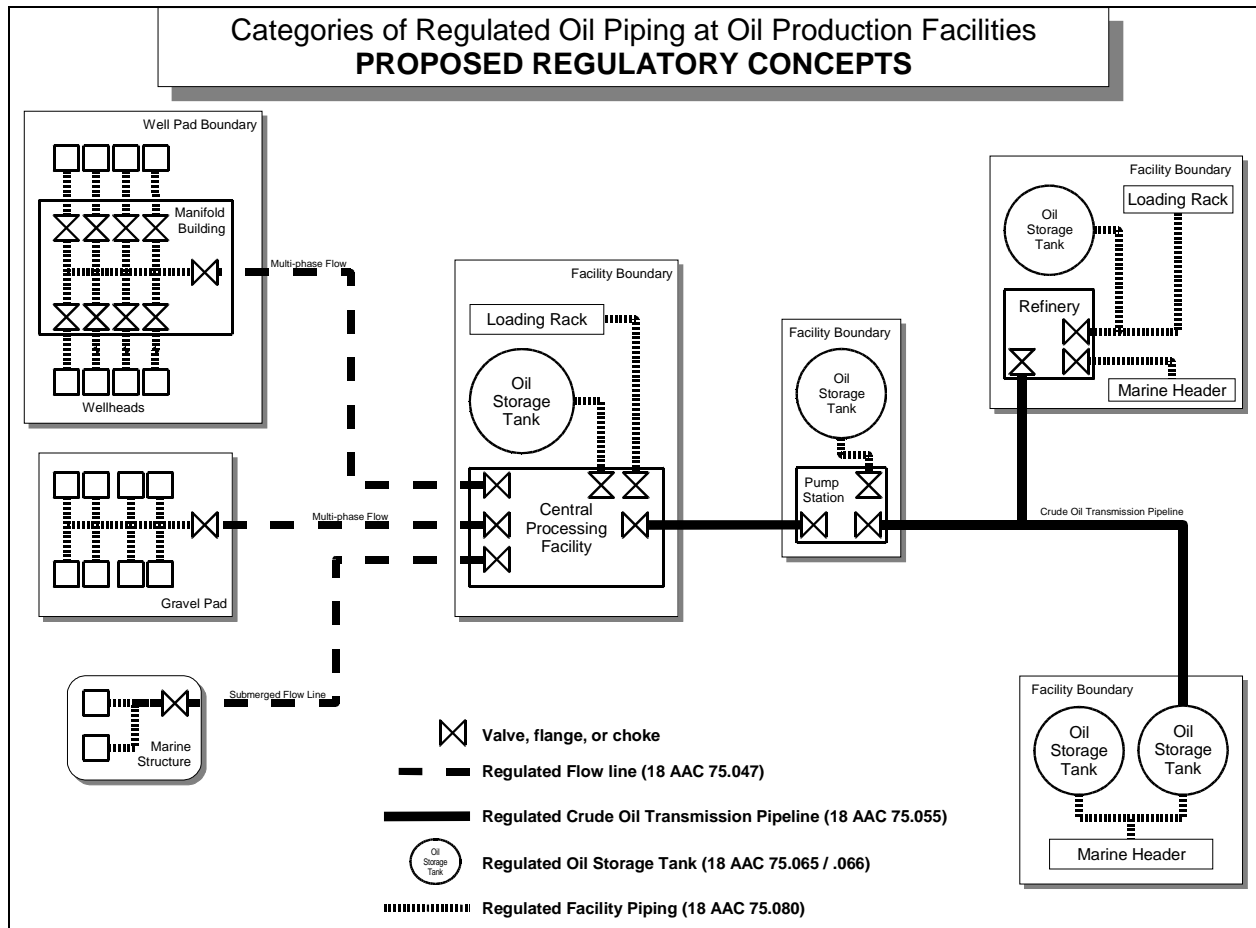 Categories of Regulated Oil Piping at Oil Production Facilities
PROPOSED REGULATORY CONCEPTS
Well Pad Boundary
Manifold
Building
Wellheads
Multi-phase Flow
Gravel Pad
Multi-phase Flow
Marine
Structure
Submerged Flow Line
Facility Boundary
Loading Rack
Oil
Storage
Tank
Central
Processing
Facility
Facility Boundary
Oil
Storage
Tank
Pump
Station
Facility Boundary
Oil
Storage
Tank
Loading Rack
Refinery
Marine Header
Crude Oil Transmission Pipeline
Facility Boundary
Oil
Storage
Tank
Oil
Storage
Tank
Marine Header
Valve, flange, or choke
Regulated Flow line (18 AAC 75.047)
Regulated Crude Oil Transmission Pipeline (18 AAC 75.055)
Oil
Storage
Tank
Regulated Oil Storage Tank (18 AAC 75.065 / .066)
Regulated Facility Piping (18 AAC 75.080)